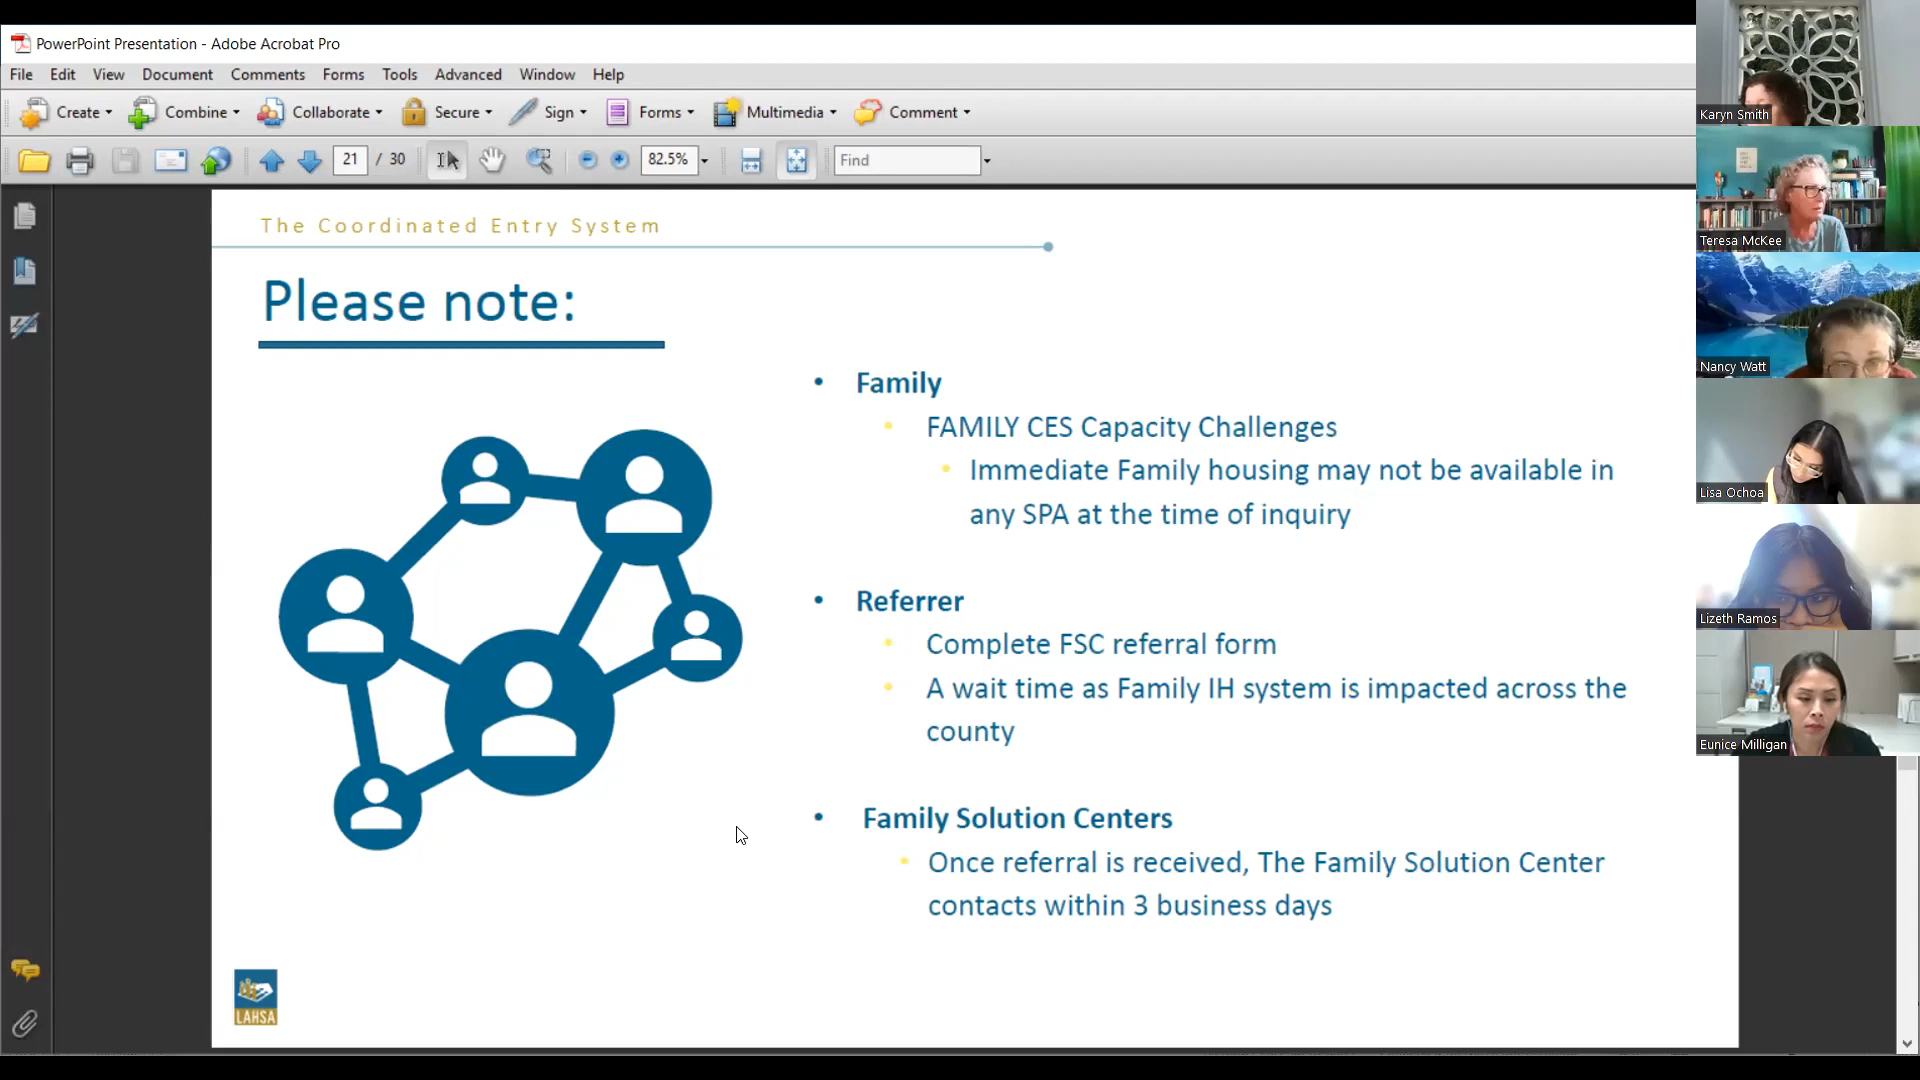 PowerPoint Presentation - Adobe Acrobat Pro
File Edit View Document Comments Forms Tools Advanced Window Help
Create Combine Collaborate Secure Sign Forms Multimedia Comment
21 / 30 82.5% Find
The Coordinated Entry System
Please note:
• Family
• FAMILY CES Capacity Challenges
• Immediate Family housing may not be available in
any SPA at the time of inquiry
• Referrer
• Complete FSC referral form
• A wait time as Family IH system is impacted across the
county
• Family Solution Centers
• Once referral is received, The Family Solution Center
contacts within 3 business days
LAHSA
Karyn Smith
Teresa McKee
Nancy Watt
Lisa Ochoa
Lizeth Ramos
Eunice Milligan